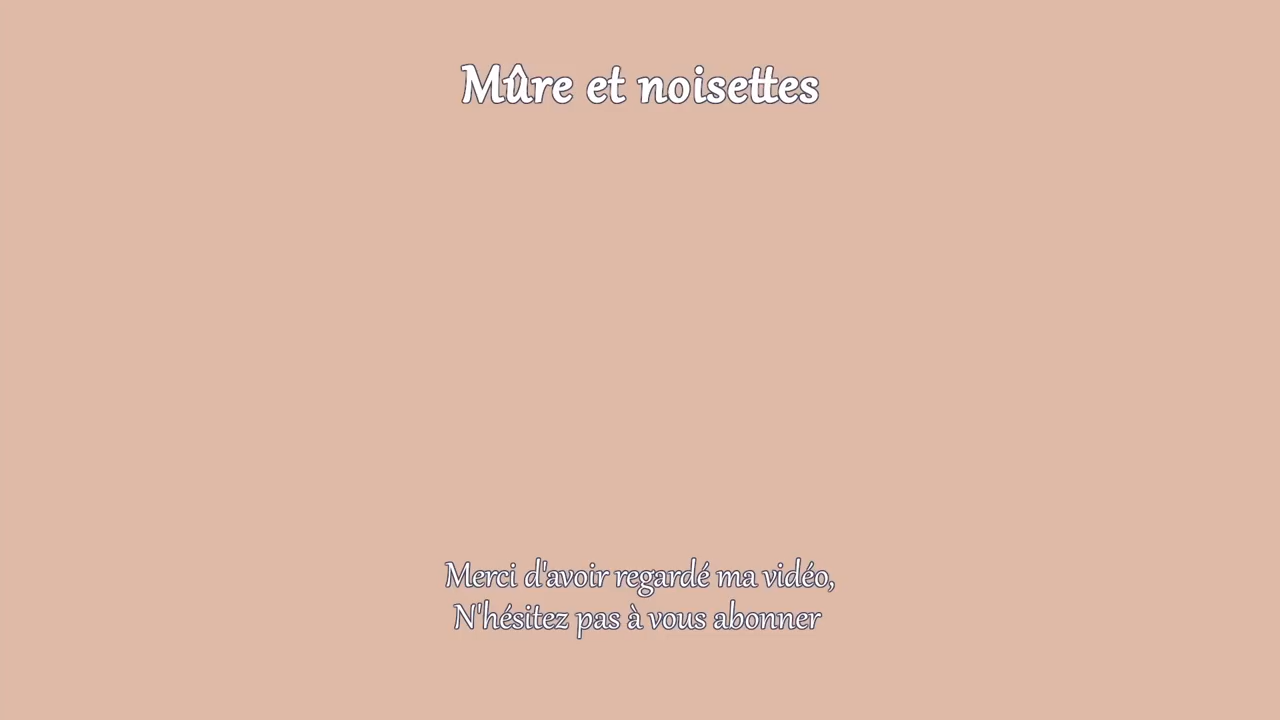 Mûre et noisettes
Merci d'avoir regardé ma vidéo,
N'hésitez pas à vous abonner